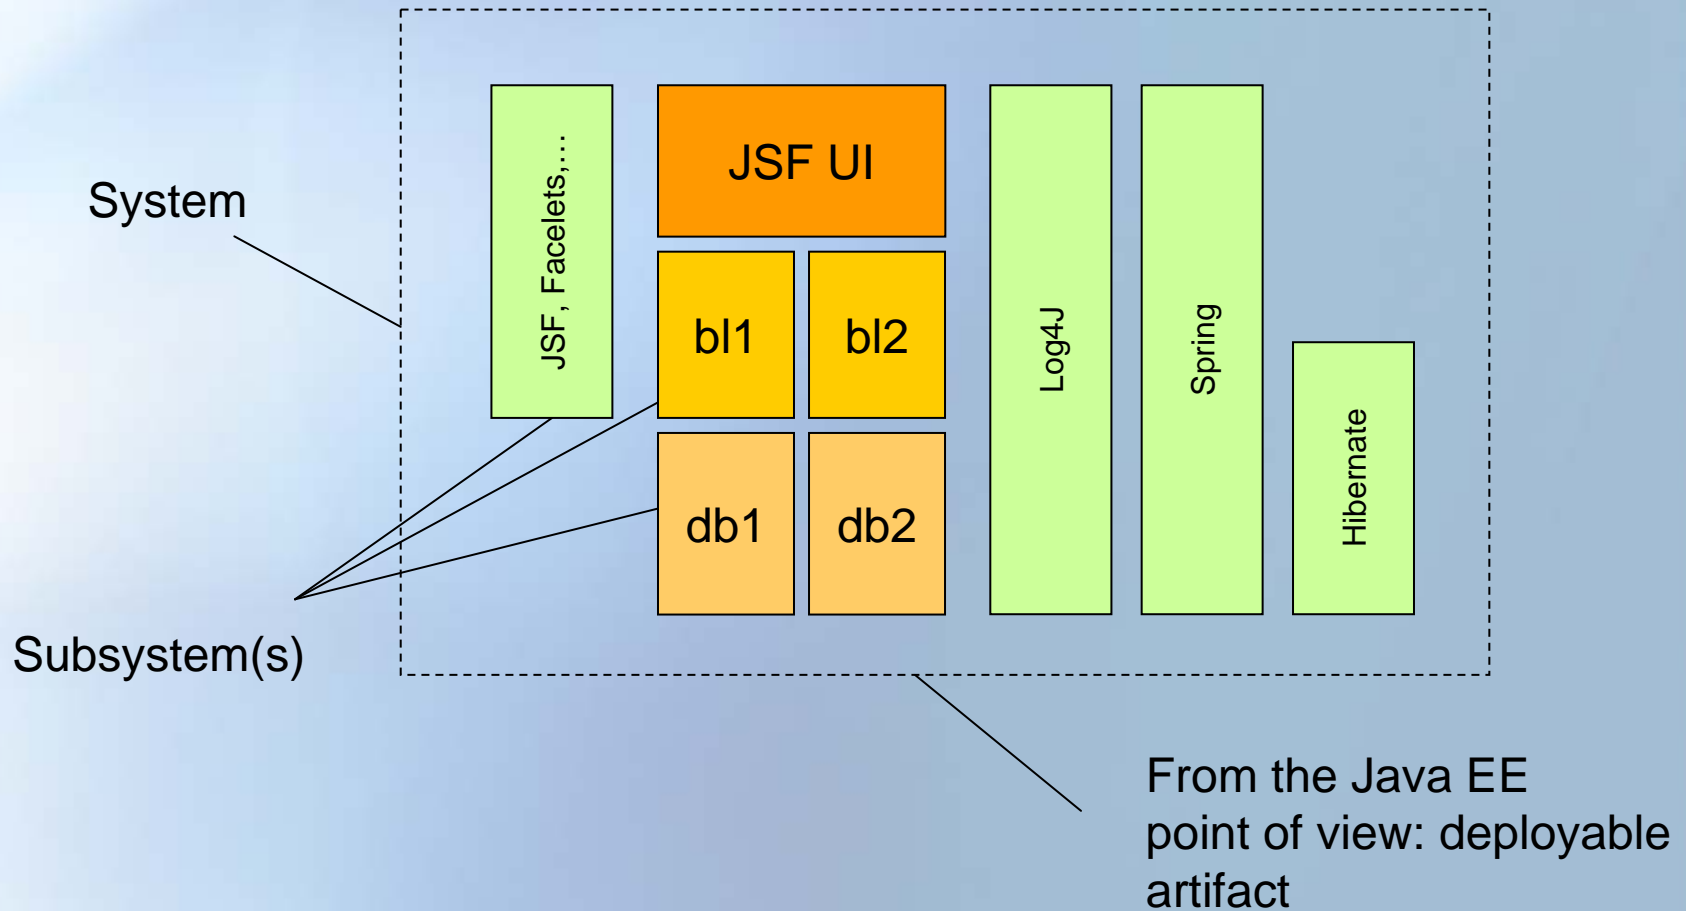 System
JSF, Facelets,...
JSF UI
bl1
bl2
db1
db2
Log4J
Spring
Hibernate
Subsystem(s)
From the Java EE
point of view: deployable
artifact